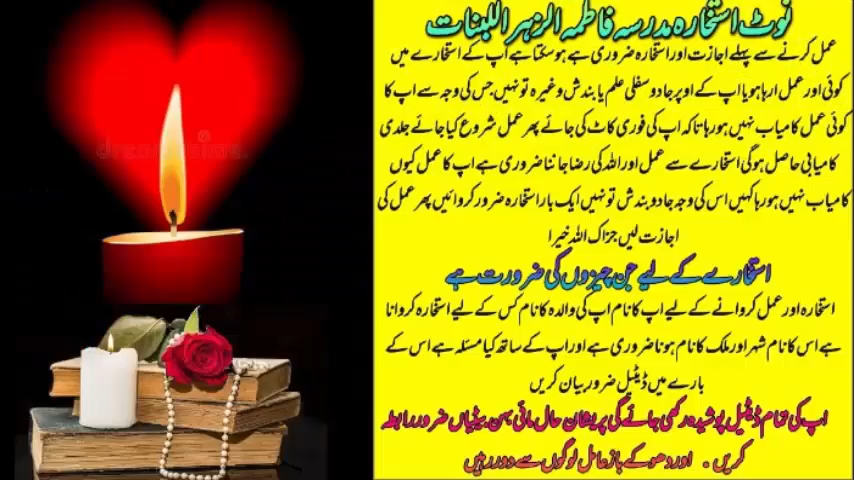 نوٹ استخارہ مدرسہ فاطمہ الزہرا للبنات
عمل کرنے سے پہلے اجازت اور استخارہ ضروری ہے ہو سکتا ہے اپ کے استخارے میں
کوئی اور عمل ارہا ہو یا اپ کے اوپر جادو سفلی علم یا بندش وغیرہ تو نہیں جس کی وجہ سے اپ کا
کوئی عمل کامیاب نہیں ہو رہا تاکہ اپ کی فوری کاٹ کی جائے پھر عمل شروع کیا جائے جلدی
کامیابی حاصل ہوگی استخارے سے عمل اور اللہ کی رضا جاننا ضروری ہے اپ کا عمل کیوں
کامیاب نہیں ہو رہا کہیں اس کی وجہ جادو بندش تو نہیں ایک بار استخارہ ضرور کروائیں پھر عمل کی
اجازت لیں جزاک اللہ خیرا
استخارے کے لیے جن چیزوں کی ضرورت ہے
استخارہ اور عمل کروانے کے لیے اپ کا نام اپ کی والدہ کا نام کس کے لیے استخارہ کروانا
ہے اس کا نام شہر اور ملک کا نام ہونا ضروری ہے اور اپ کے ساتھ کیا مسئلہ ہے اس کے
بارے میں ڈیٹیل ضرور بیان کریں
اپ کی تمام ڈیٹیل پوشیدہ رکھی جائے گی پریشان حال مائی بہن بیٹیاں ضرور رابطہ
کریں ۔ اور دھوکے باز عامل لوگوں سے دور رہیں